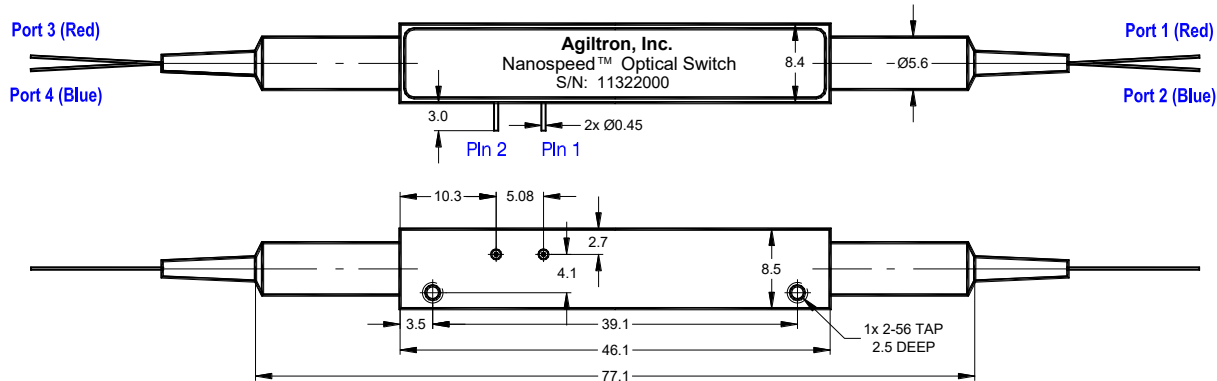 Port 3 (Red)
Port 4 (Blue)
Agiltron, Inc.
Nanospeed™ Optical Switch
S/N: 11322000
8.4
Ø5.6
Port 1 (Red)
Port 2 (Blue)
3.0
2x Ø0.45
PIn 2
PIn 1
10.3
5.08
2.7
4.1
8.5
3.5
39.1
1x 2-56 TAP
2.5 DEEP
46.1
77.1